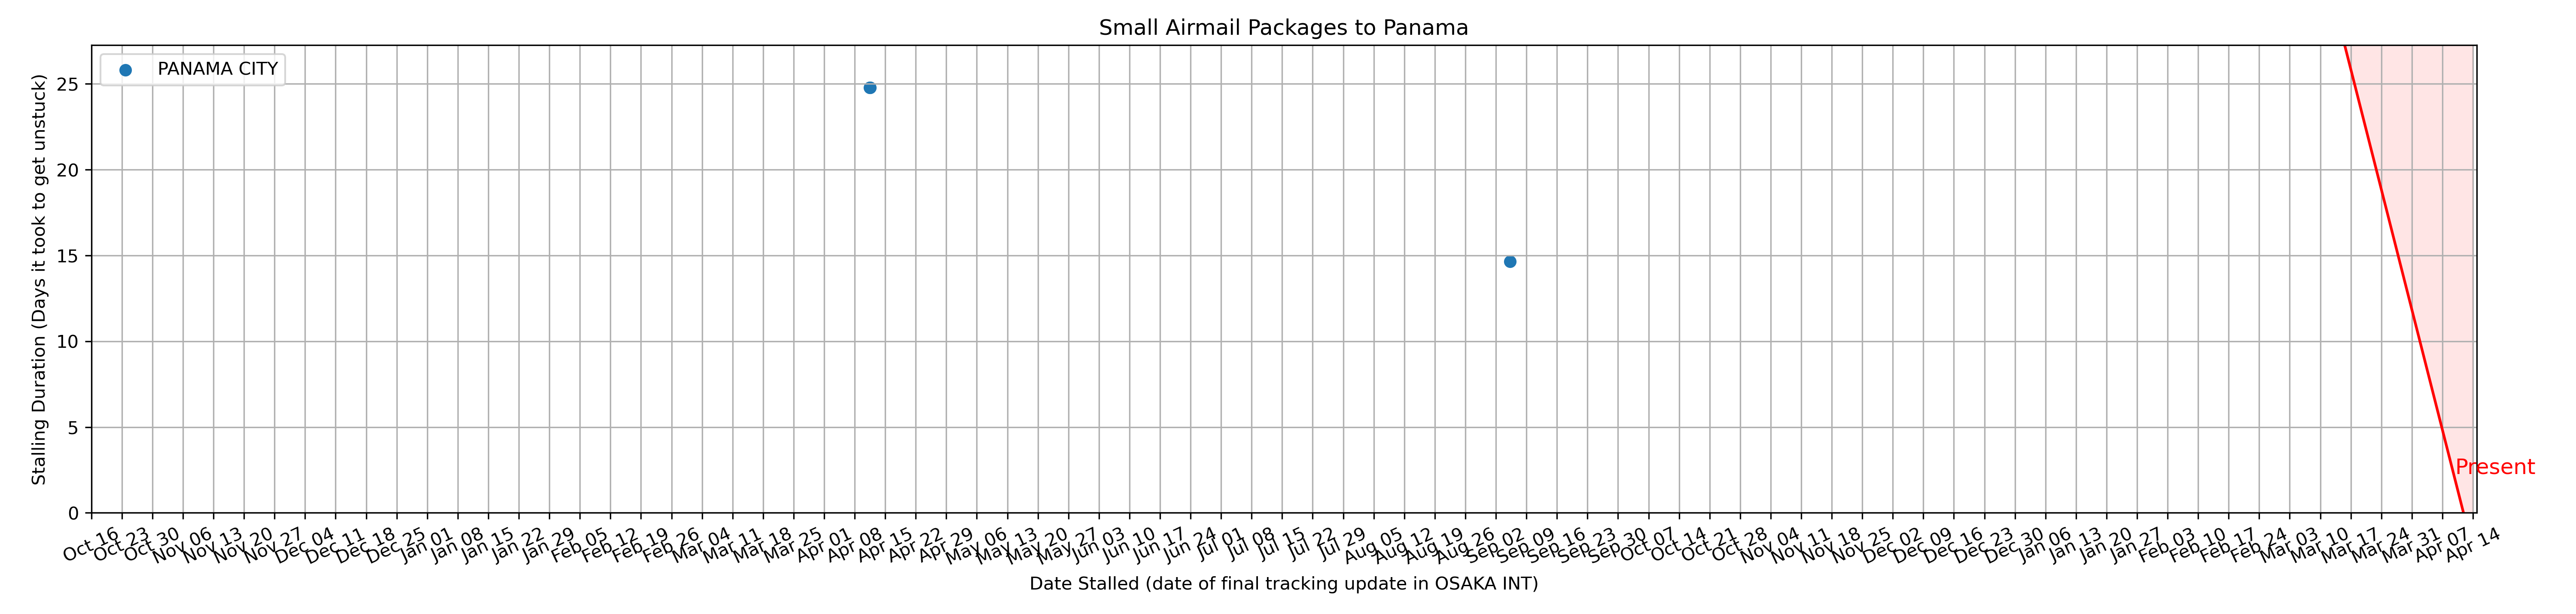 Small Airmail Packages to Panama
PANAMA CITY
Stalling Duration (Days it took to get unstuck)
25
20
15
10
5
0
Present
Oct 16 Oct 23 Oct 30 Nov 06 Nov 13 Nov 20 Nov 27 Dec 04 Dec 11 Dec 18 Dec 25 Jan 01 Jan 08 Jan 15 Jan 22 Jan 29 Feb 05 Feb 12 Feb 19 Feb 26 Mar 04 Mar 11 Mar 18 Mar 25 Apr 01 Apr 08 Apr 15 Apr 22 Apr 29 May 06 May 13 May 20 May 27 Jun 03 Jun 10 Jun 17 Jun 24 Jul 01 Jul 08 Jul 15 Jul 22 Jul 29 Aug 05 Aug 12 Aug 19 Aug 26 Sep 02 Sep 09 Sep 16 Sep 23 Sep 30 Oct 07 Oct 14 Oct 21 Oct 28 Nov 04 Nov 11 Nov 18 Nov 25 Dec 02 Dec 09 Dec 16 Dec 23 Dec 30 Jan 06 Jan 13 Jan 20 Jan 27 Feb 03 Feb 10 Feb 17 Feb 24 Mar 03 Mar 10 Mar 17 Mar 24 Mar 31 Apr 07 Apr 14
Date Stalled (date of final tracking update in OSAKA INT)